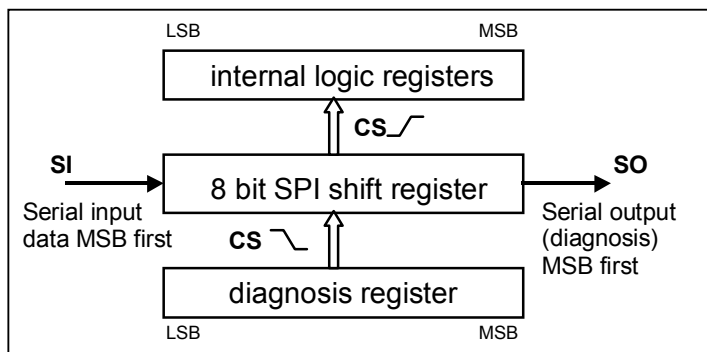 LSB MSB
internal logic registers
CS
SI
SO
8 bit SPI shift register
Serial input
data MSB first
Serial output
(diagnosis)
MSB first
CS
diagnosis register
LSB MSB